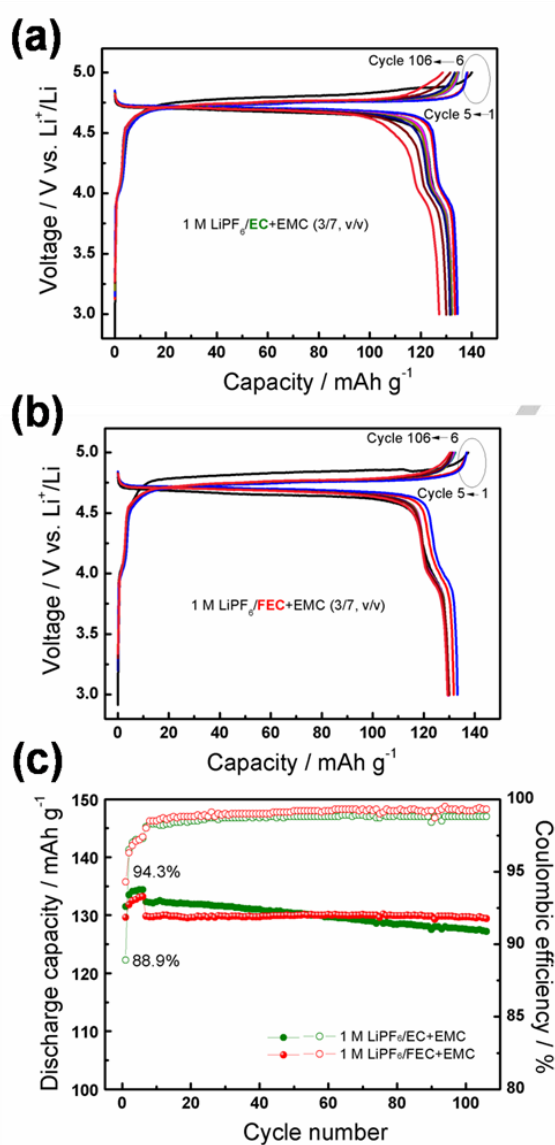 (a)
5.0
4.5
4.0
3.0
Cycle 106←6
Cycle 5←1
1 M LiPF₆/EC+EMC (3/7, v/v)
Voltage / V vs. Li⁺/Li
0 20 40 60 80 100 120 140
Capacity / mAh g⁻¹
(b)
5.0
4.5
4.0
3.0
Cycle 106←6
Cycle 5←1
1 M LiPF₆/FEC+EMC (3/7, v/v)
Voltage / V vs. Li⁺/Li
0 20 40 60 80 100 120 140
Capacity / mAh g⁻¹
(c)
150
145
140
135
130
125
120
110
100
Discharge capacity / mAh g⁻¹
94.3%
88.9%
1 M LiPF₆/EC+EMC
1 M LiPF₆/FEC+EMC
100
95
90
85
80
Coulombic efficiency / %
0 20 40 60 80 100
Cycle number